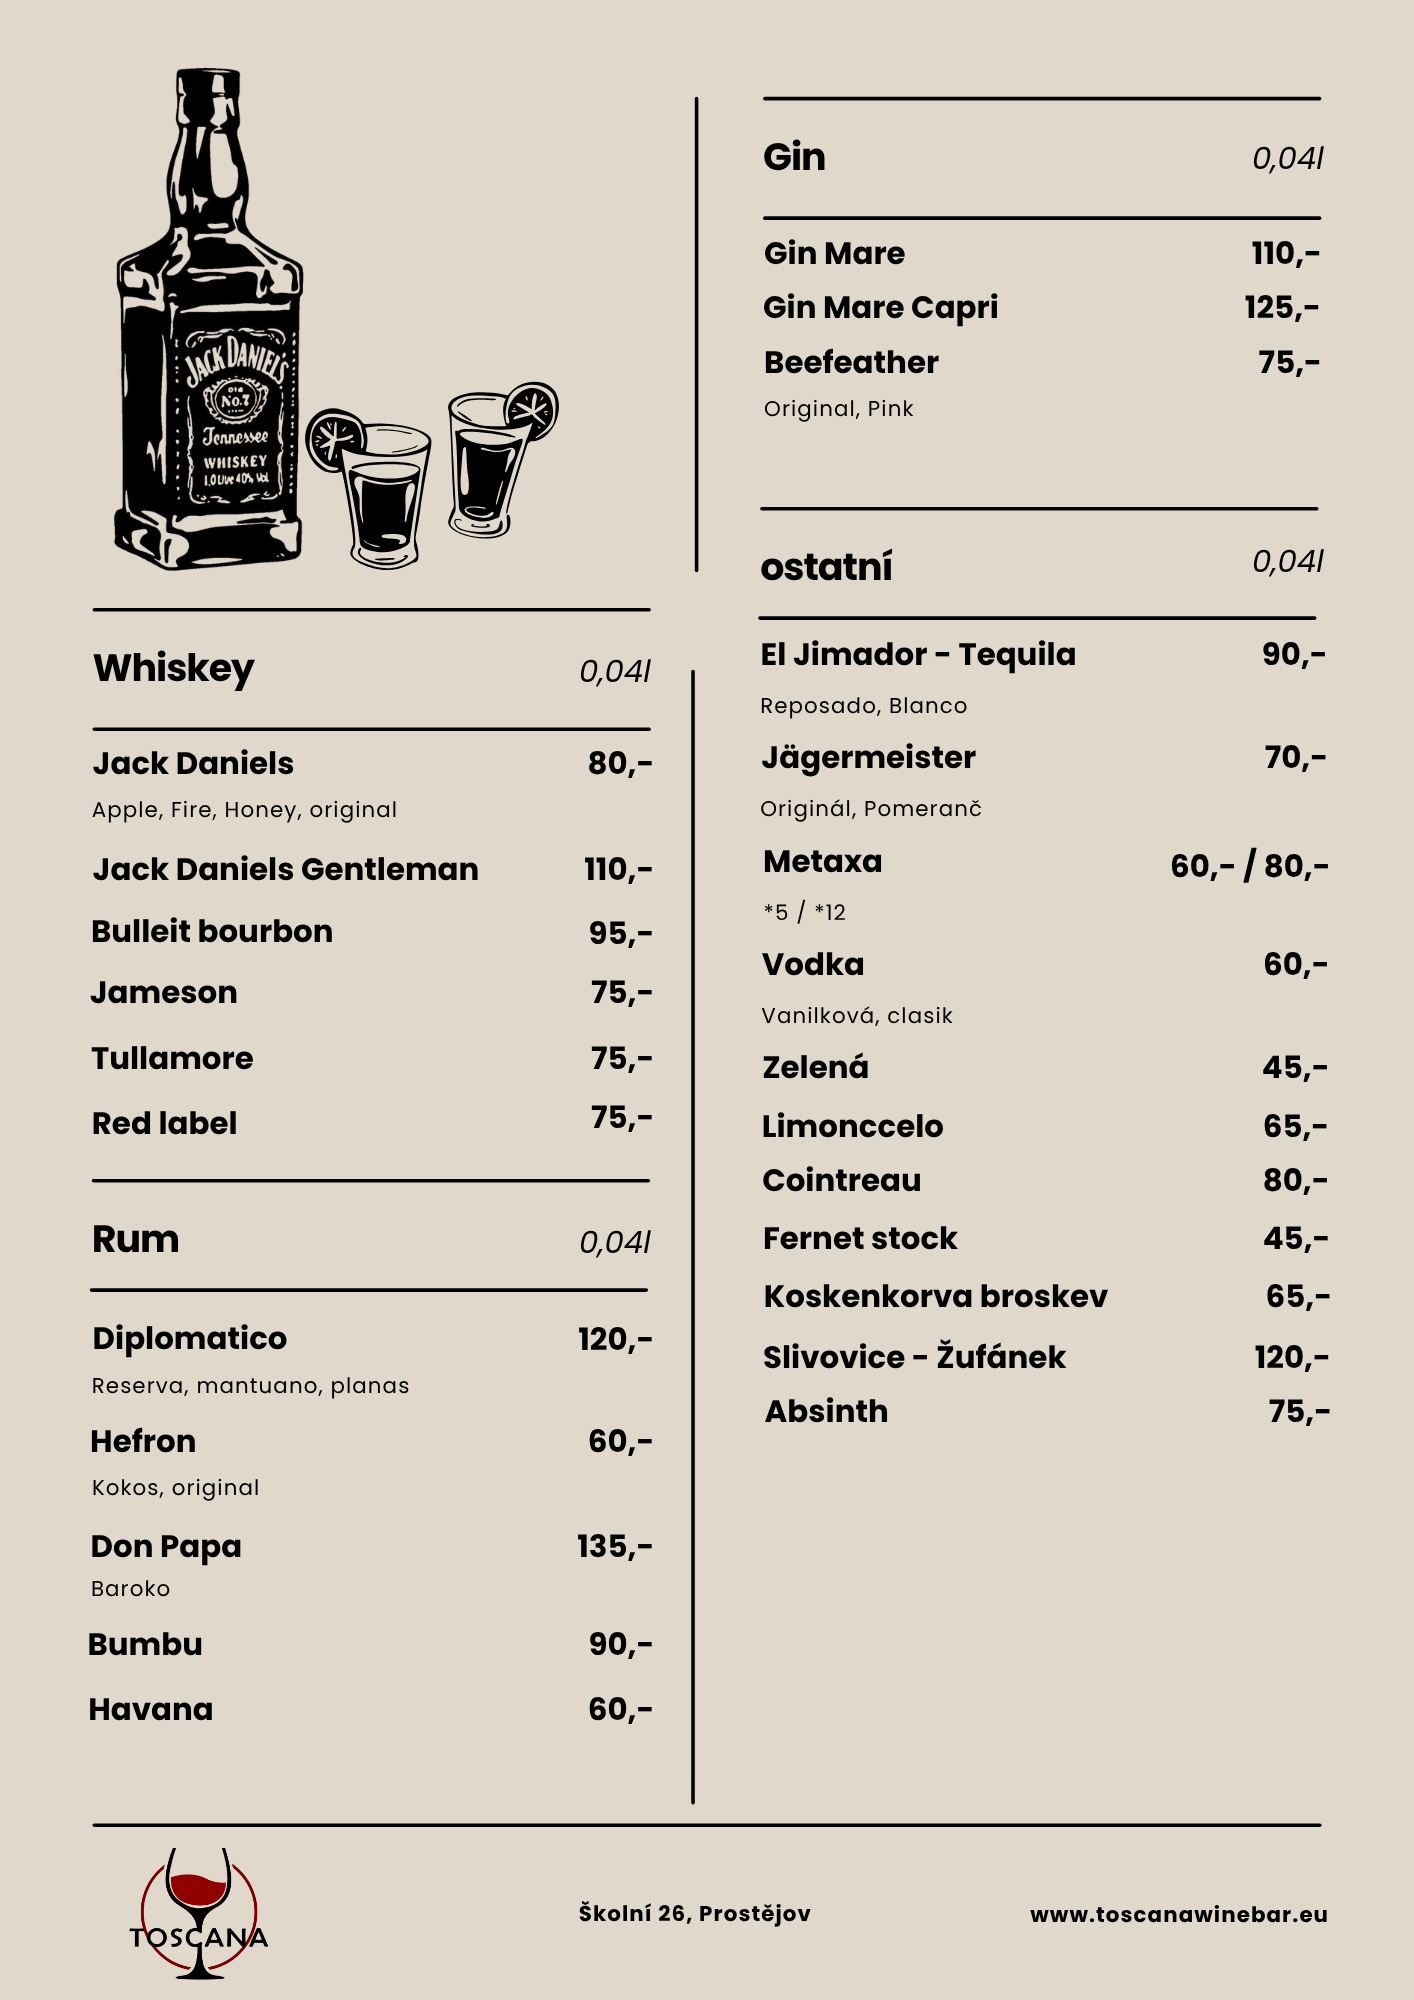 JACK DANIEL'S
OLD
No.7
Tennessee
WHISKEY
Whiskey 0,04l
Jack Daniels 80,-
Apple, Fire, Honey, original
Jack Daniels Gentleman 110,-
Bulleit bourbon 95,-
Jameson 75,-
Tullamore 75,-
Red label 75,-
Rum 0,04l
Diplomatico 120,-
Reserva, mantuano, planas
Hefron 60,-
Kokos, original
Don Papa 135,-
Baroko
Bumbu 90,-
Havana 60,-
Gin 0,04l
Gin Mare 110,-
Gin Mare Capri 125,-
Beefeather 75,-
Original, Pink
ostatní 0,04l
El Jimador - Tequila 90,-
Reposado, Blanco
Jägermeister 70,-
Originál, Pomeranč
Metaxa 60,- / 80,-
*5 / *12
Vodka 60,-
Vanilková, clasik
Zelená 45,-
Limonccelo 65,-
Cointreau 80,-
Fernet stock 45,-
Koskenkorva broskev 65,-
Slivovice - Žufánek 120,-
Absinth 75,-
TOSCANA
Školní 26, Prostějov
www.toscanawinebar.eu